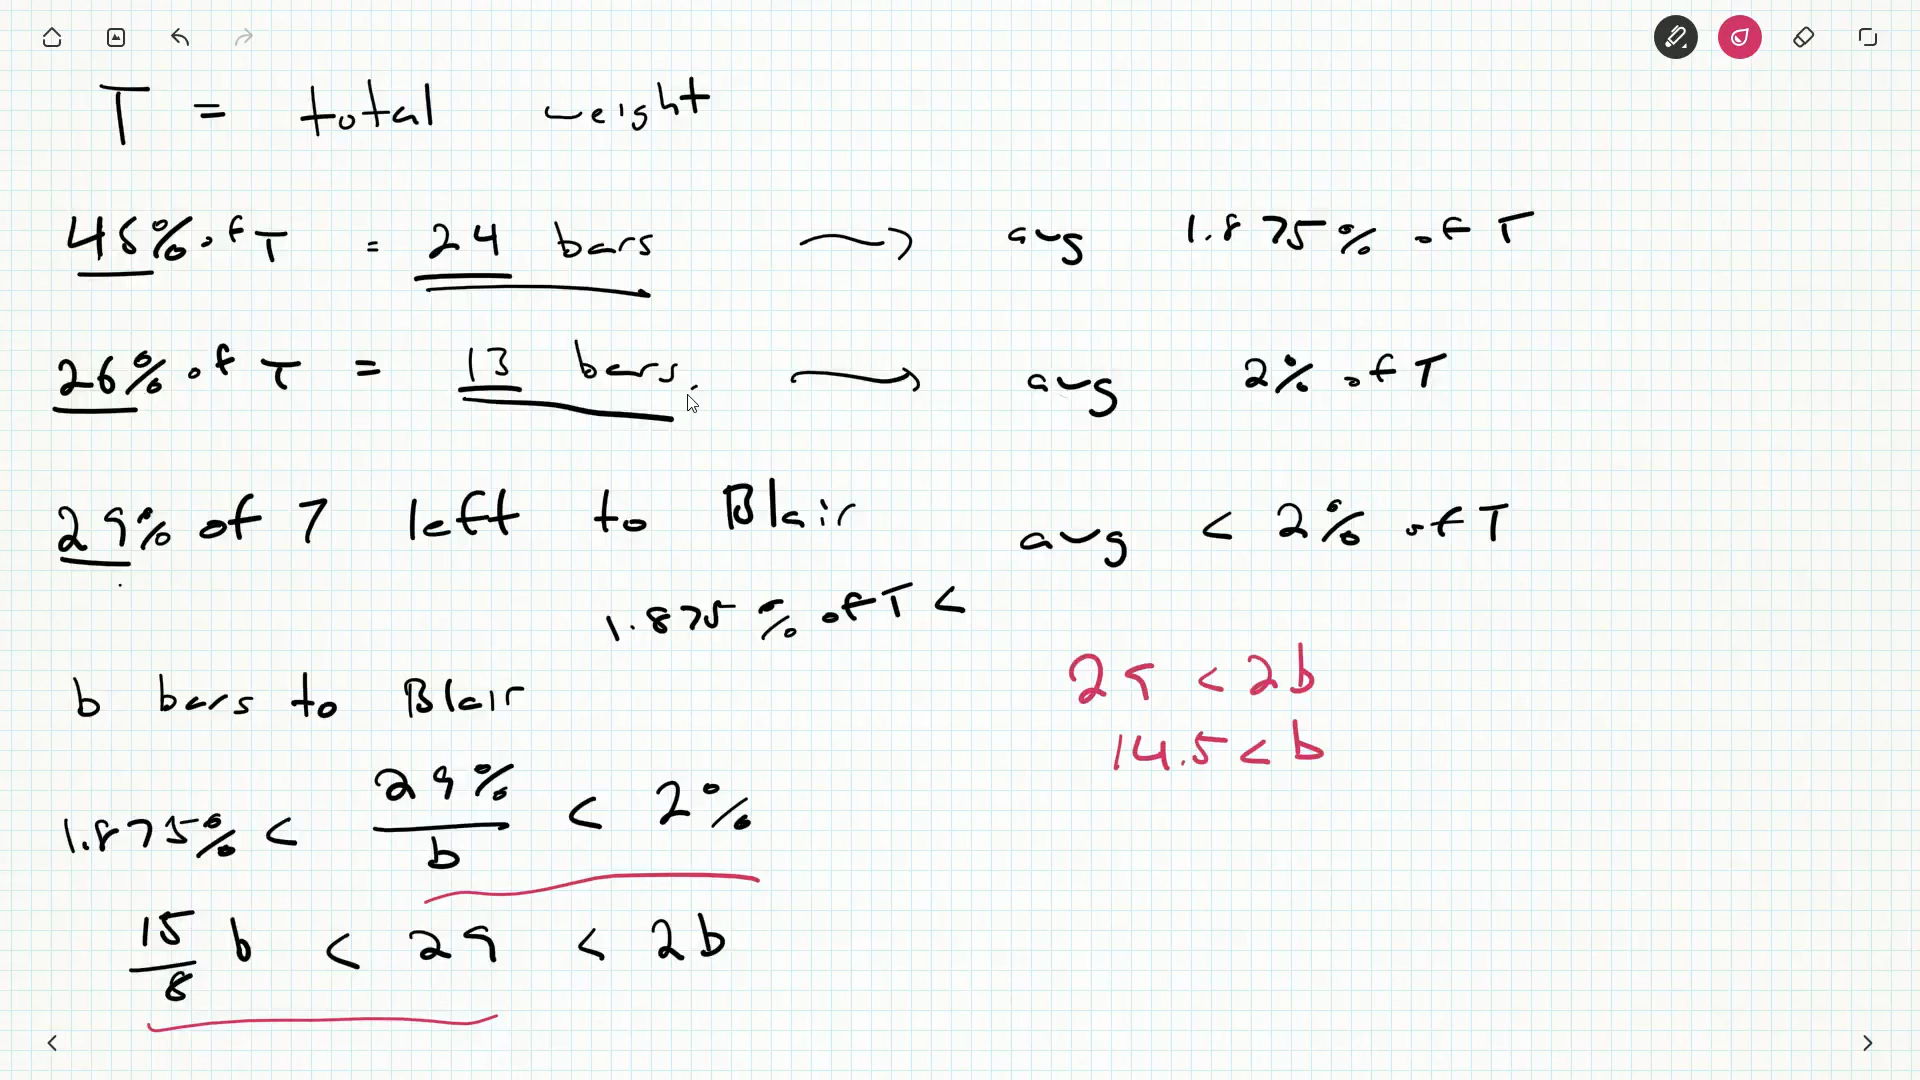 T = total weight
45% of T = 24 bars → avg 1.875% of T
26% of T = 13 bars. → avg 2% of T
29% of T left to Blair avg < 2% of T
1.875% of T <
b bars to Blair
29 < 2b
14.5 < b
1.875% < 29%/b < 2%
15/8 b < 29 < 2b